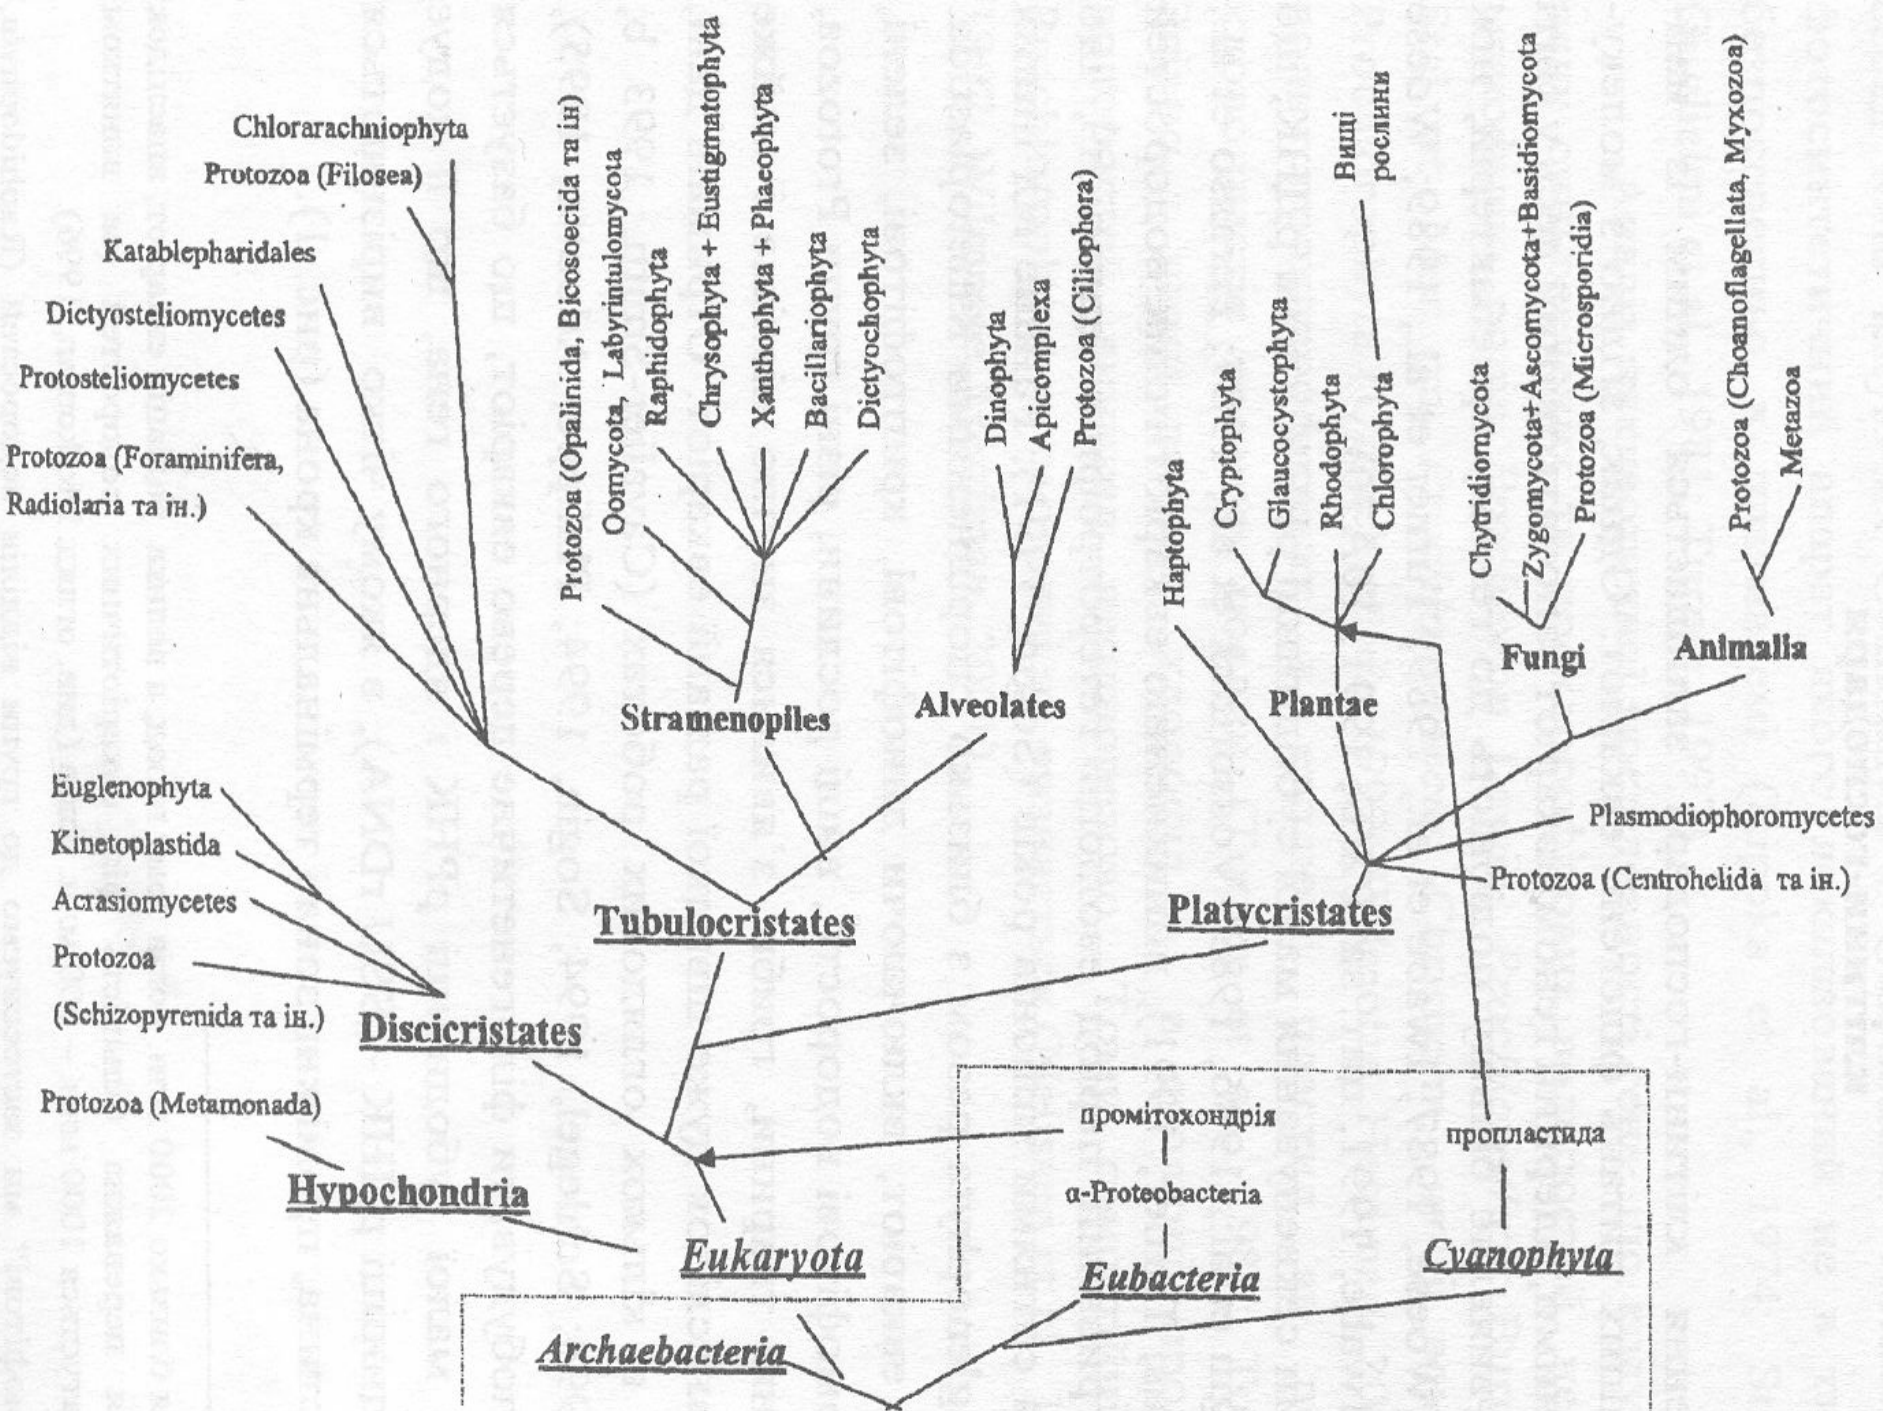 Chlorarachniophyta
Protozoa (Filosea)
Katablepharidales
Dictyosteliomycetes
Protosteliomycetes
Protozoa (Foraminifera,
Radiolaria та ін.)
Protozoa (Opalinida, Bicosoecida та ін)
Oomycota, Labyrintulomycota
Raphidophyta
Chrysophyta + Eustigmatophyta
Xanthophyta + Phaeophyta
Bacillariophyta
Dictyochophyta
Dinophyta
Apicomplexa
Protozoa (Ciliophora)
Haptophyta
Cryptophyta
Glaucocystophyta
Rhodophyta
Chlorophyta
Вищі
рослини
Chytridiomycota
Zygomycota+Ascomycota+Basidiomycota
Protozoa (Microsporidia)
Protozoa (Choanoflagellata, Myxozoa)
Metazoa
Stramenopiles
Alveolates
Plantae
Fungi
Animalia
Euglenophyta
Kinetoplastida
Acrasiomycetes
Protozoa
(Schizopyrenida та ін.)
Plasmodiophoromycetes
Protozoa (Centrohelida та ін.)
Tubulocristates
Platycristates
Discicristates
Protozoa (Metamonada)
Hypochondria
промітохондрія
пропластида
α-Proteobacteria
Eukaryota
Eubacteria
Cyanophyta
Archaebacteria